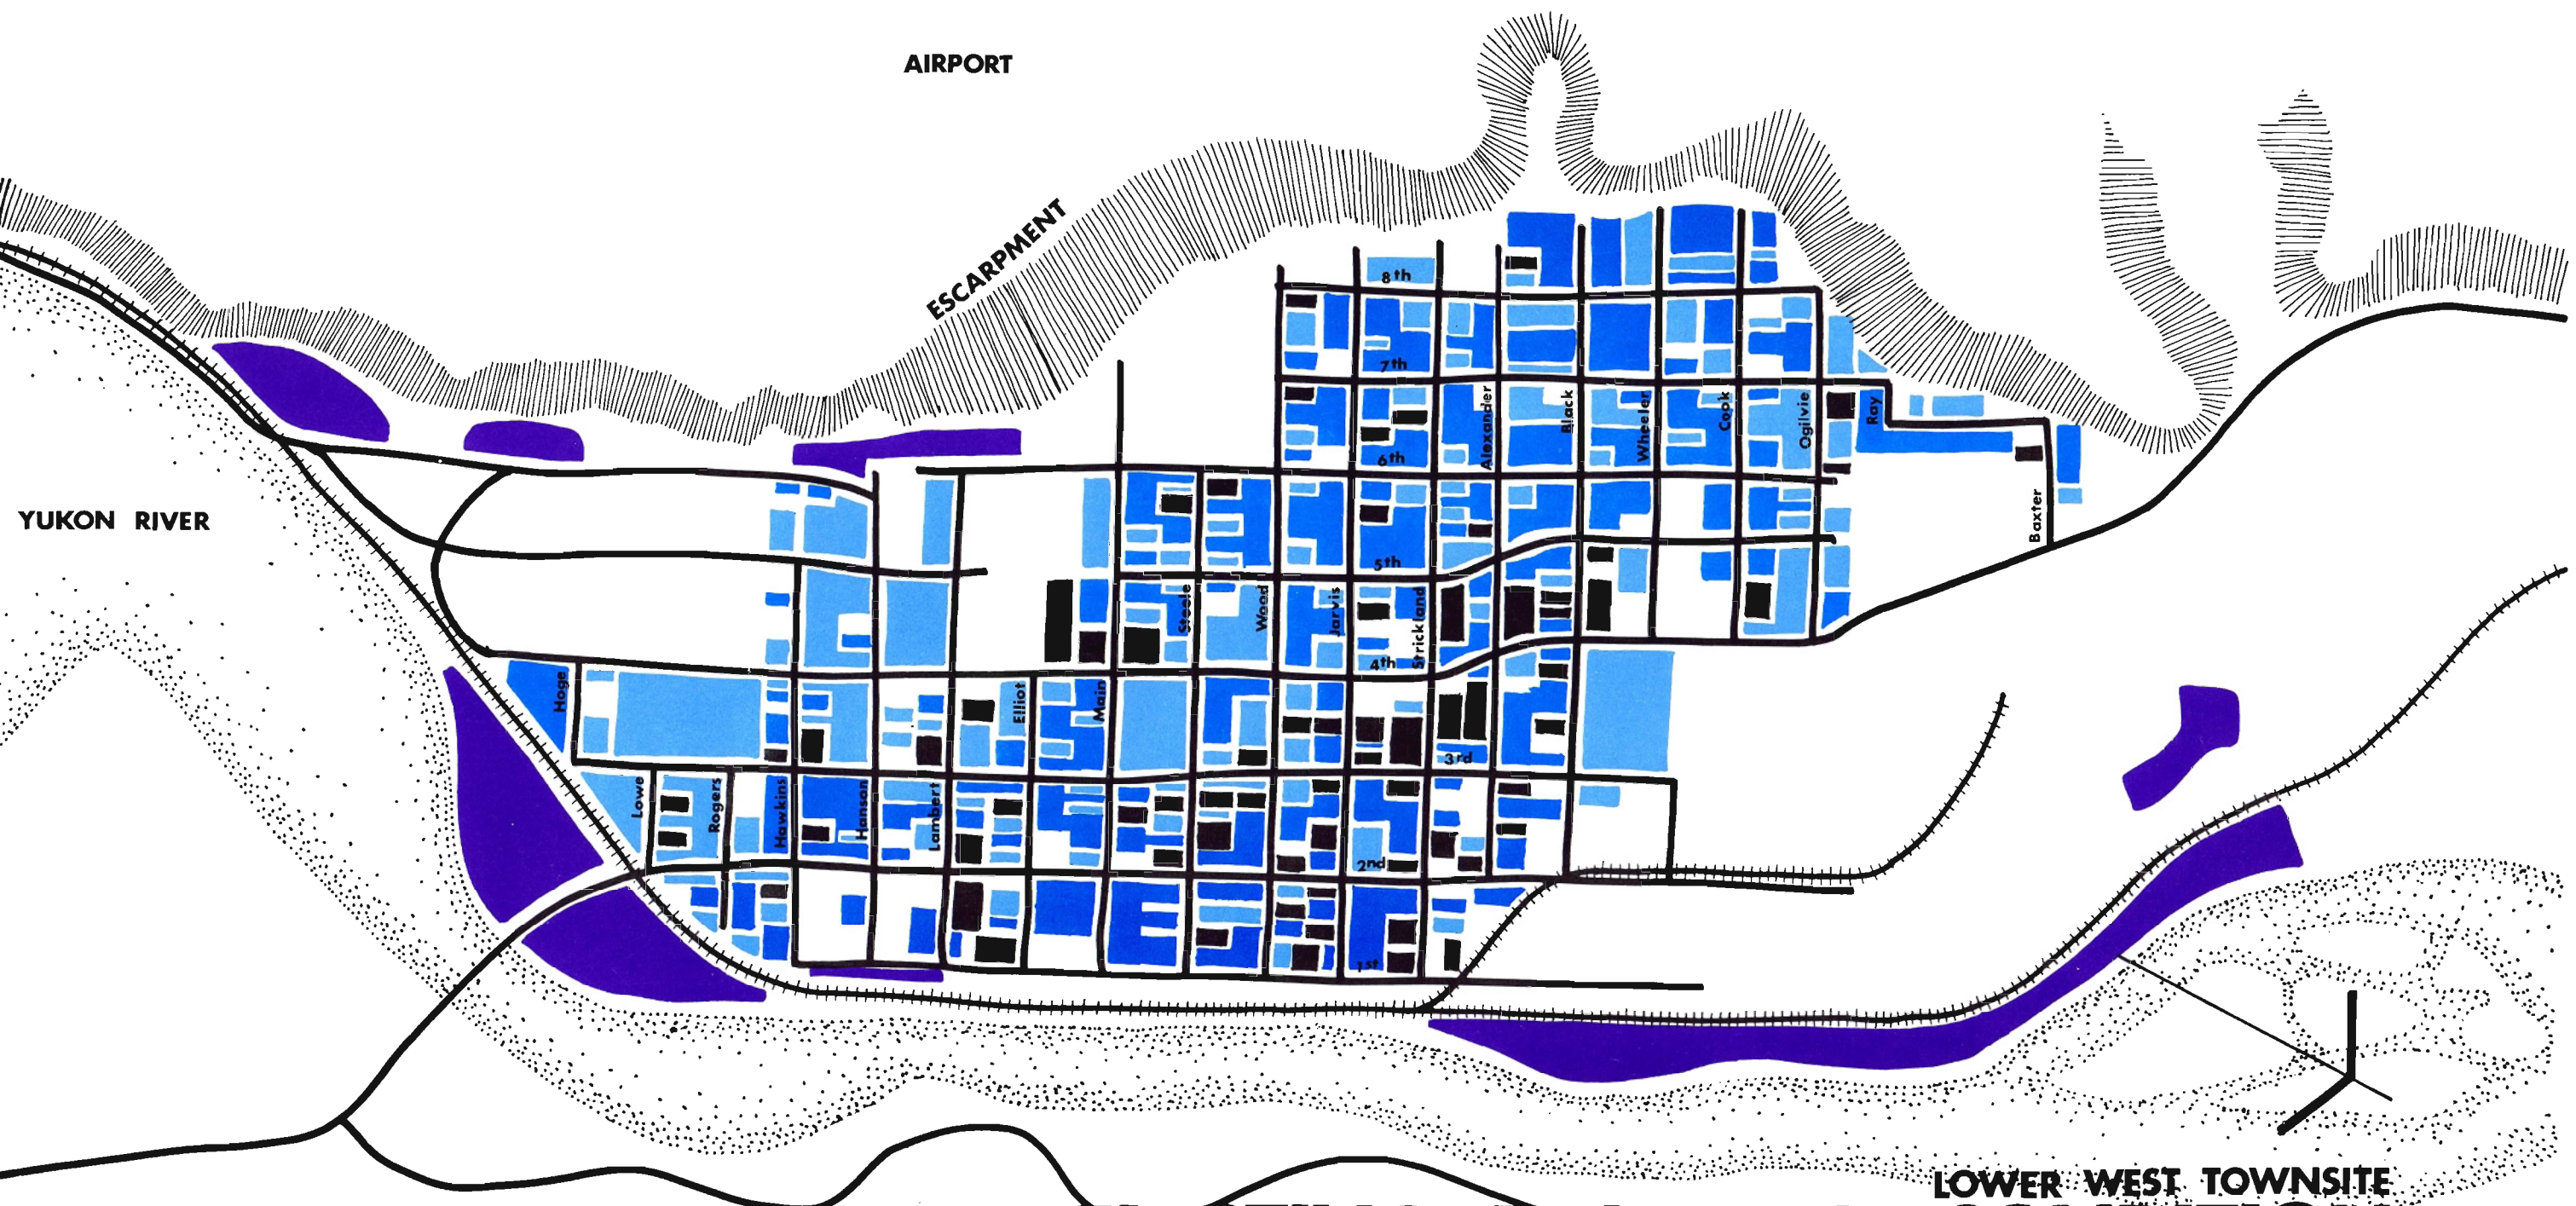 AIRPORT
ESCARPMENT
YUKON RIVER
8th
7th
6th
5th
4th
3rd
2nd
1st
Hoge
Lowe
Rogers
Hawkins
Hanson
Lambert
Elliot
Main
Steele
Wood
Jarvis
Strickland
Alexander
Black
Wheeler
Cook
Ogilvie
Ray
Baxter
LOWER WEST TOWNSITE